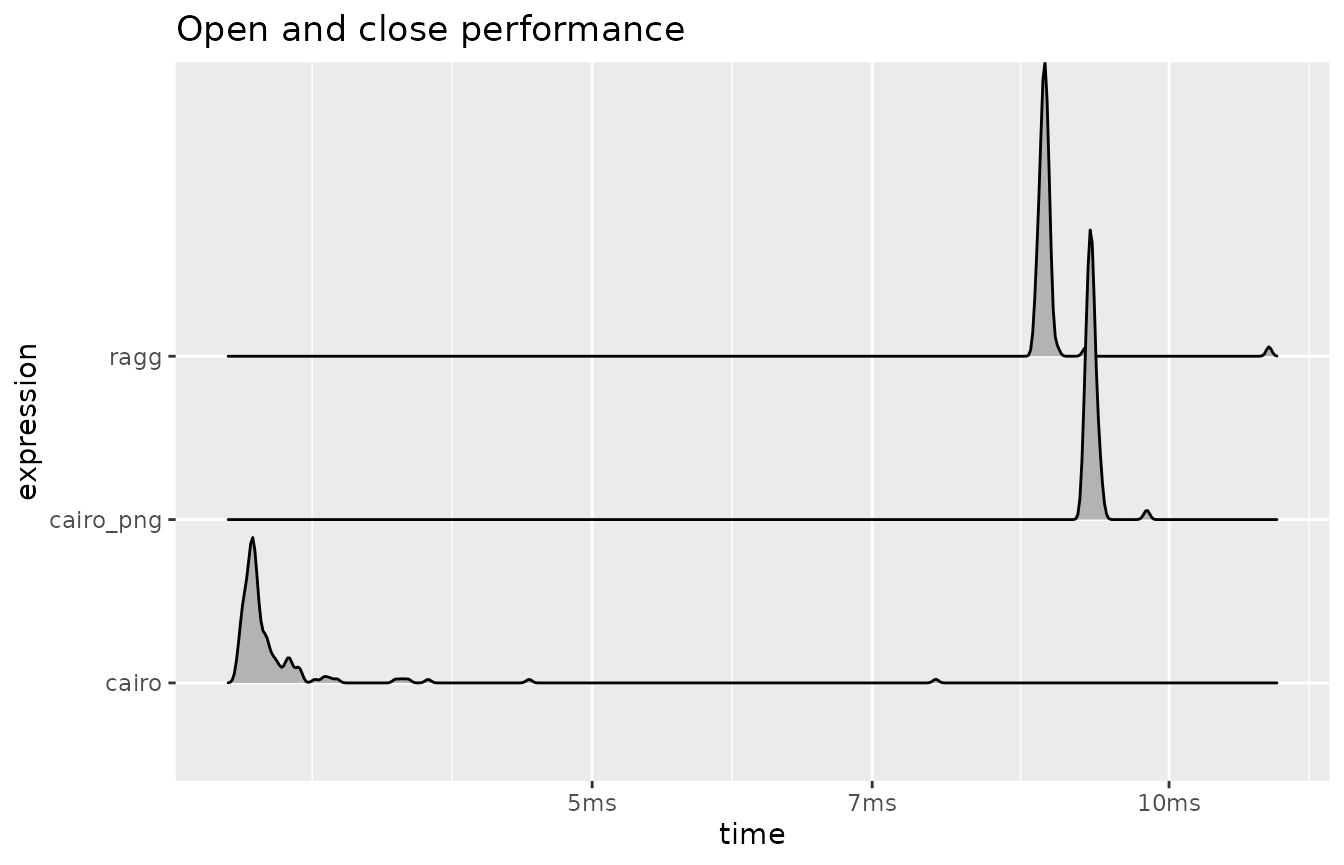 Open and close performance
expression
ragg
cairo_png
cairo
5ms 7ms 10ms
time